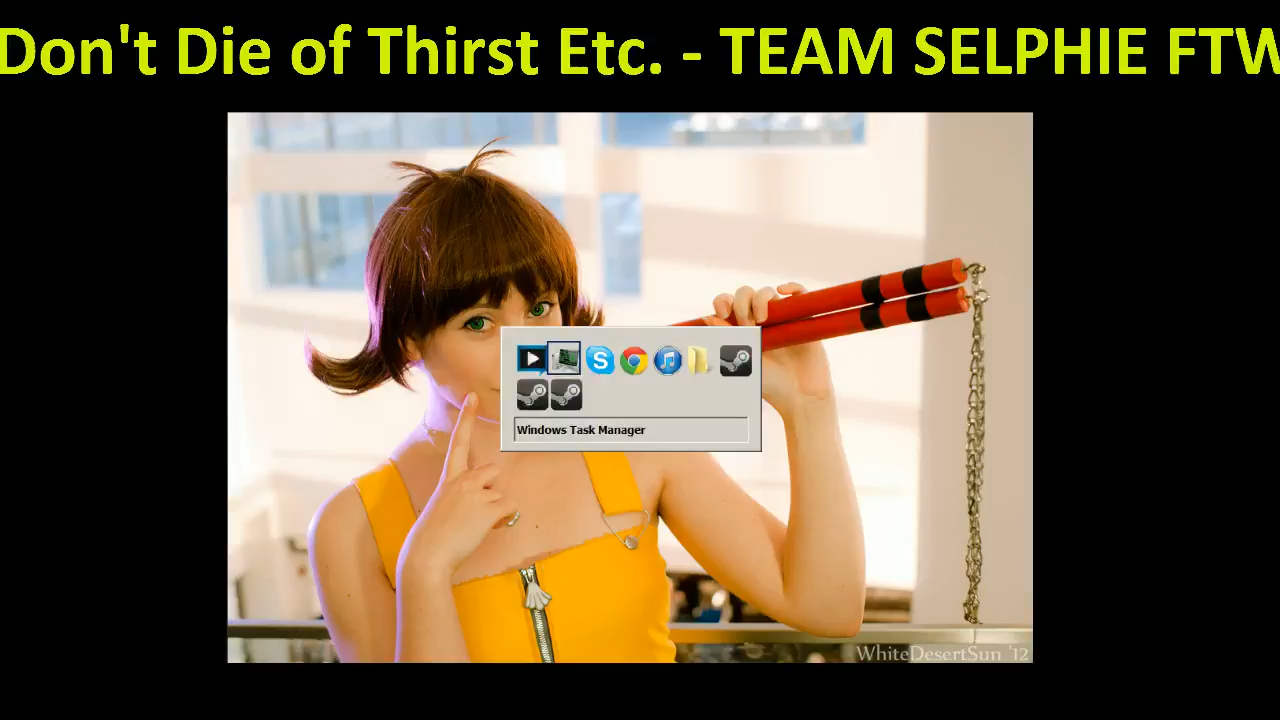 Don't Die of Thirst Etc. - TEAM SELPHIE FTW
S
Windows Task Manager
WhiteDesertSun '12